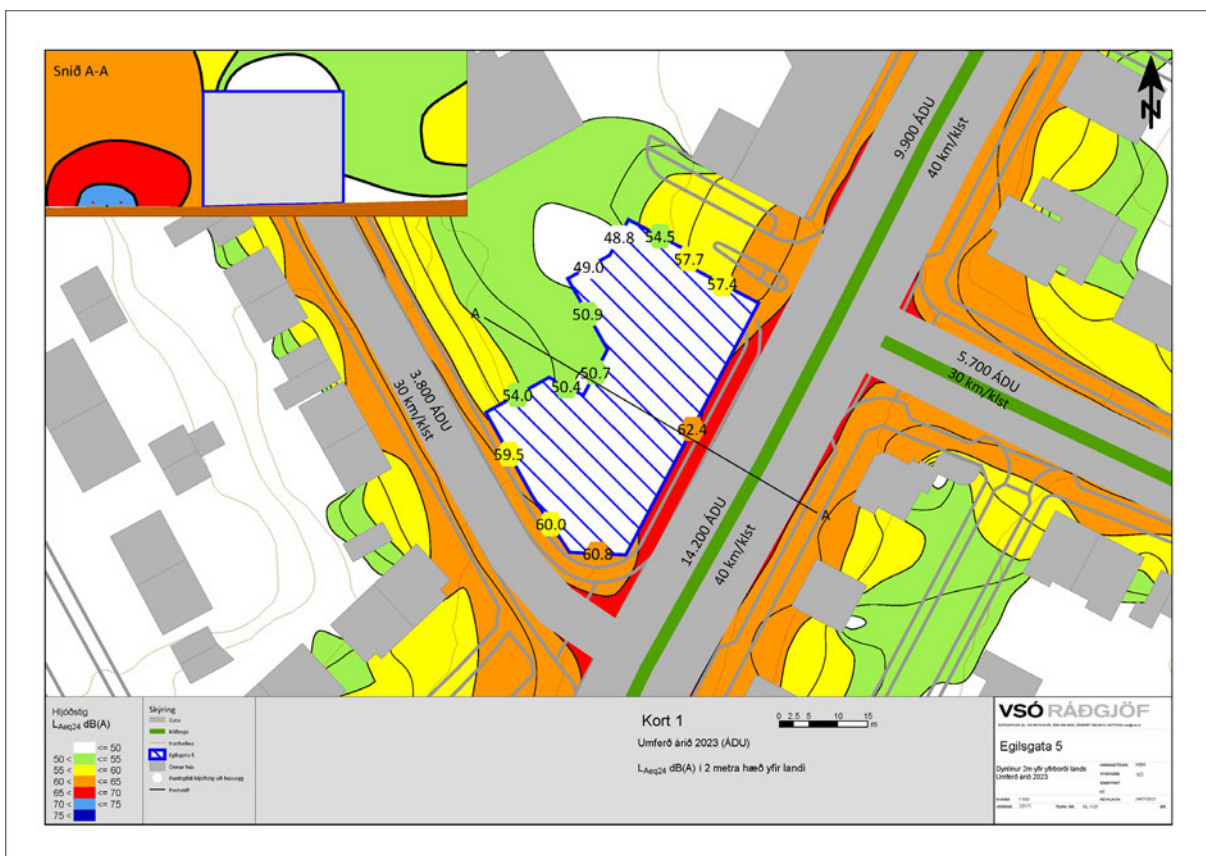 Snið A-A
N
9.900 ÁDU
40 km/klst
48.8
54.5
49.0
57.7
57.4
50.9
A
5.700 ÁDU
30 km/klst
3.800 ÁDU
30 km/klst
50.7
54.0
50.4
62.4
59.5
A
60.0
60.8
14.200 ÁDU
40 km/klst
Hljóðstig
LAeq24 dB(A)
<= 50
50 < <= 55
55 < <= 60
60 < <= 65
65 < <= 70
70 < <= 75
75 <
Skýring
Gata
Egilsgata 5
Önnur hús
Þversnið
Kort 1
Umferð árið 2023 (ÁDU)
LAeq24 dB(A) í 2 metra hæð yfir landi
0 2.5 5 10 15
m
VSÓ RÁÐGJÖF
Egilsgata 5
Dynlínur 2m yfir yfirborði lands
Umferð árið 2023